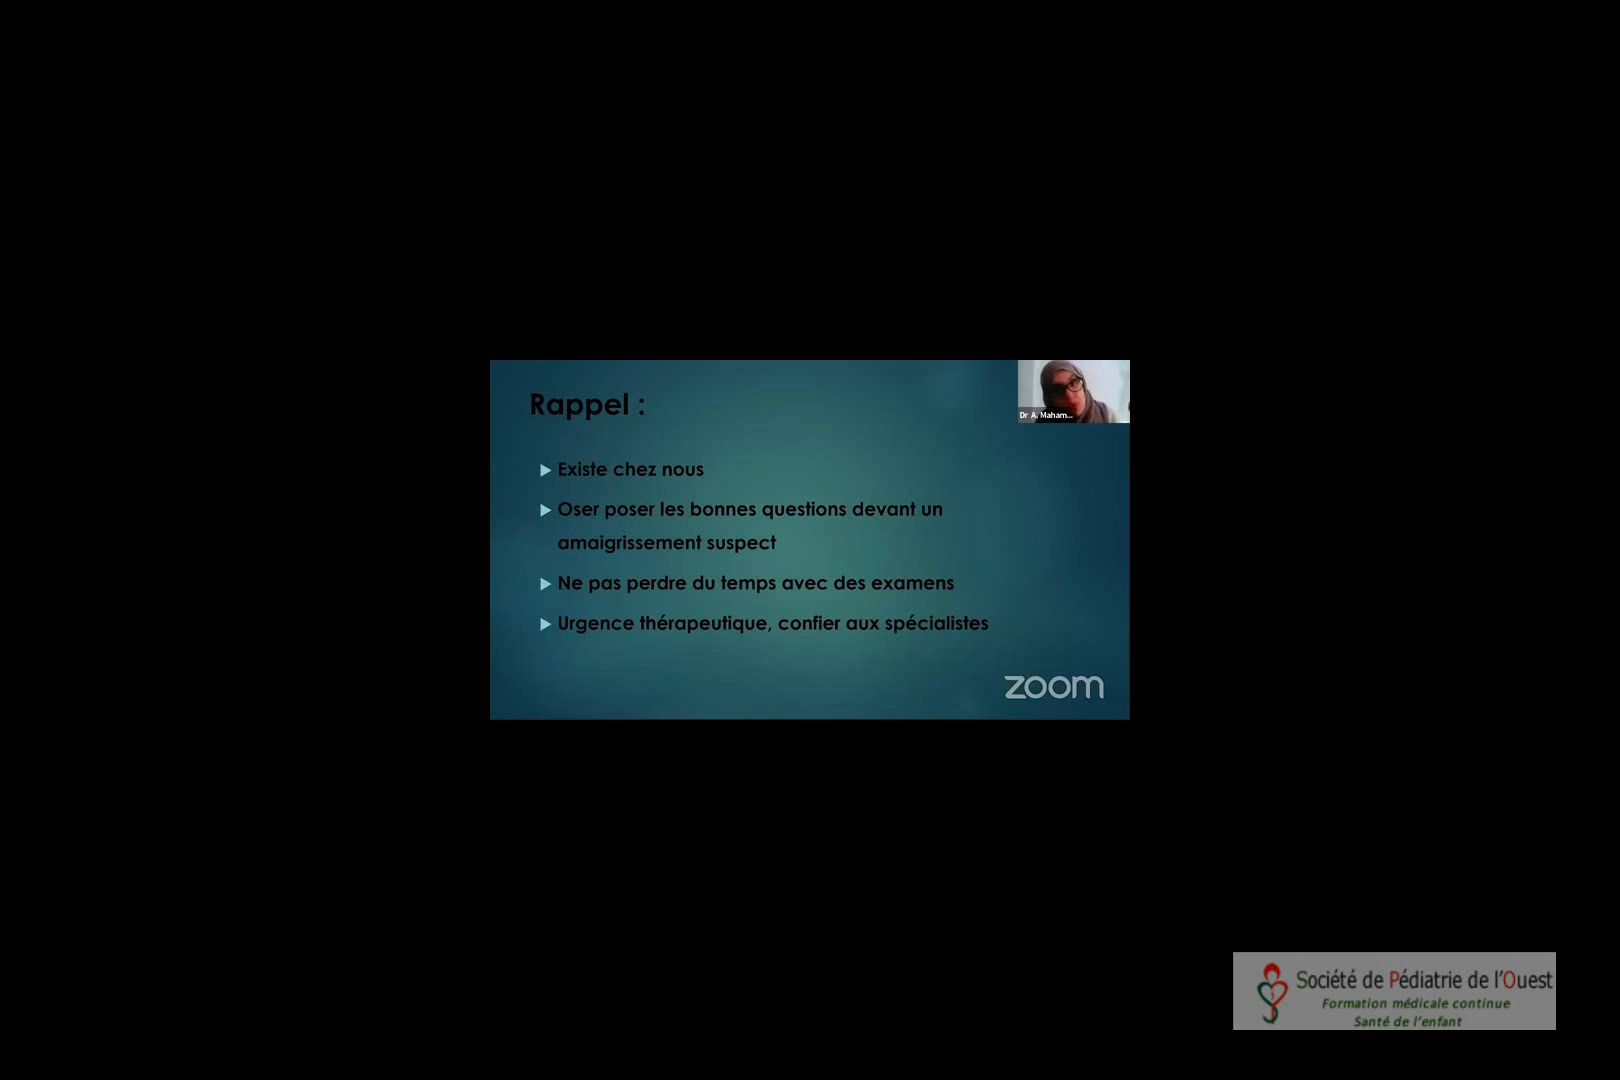 Rappel :
Dr A. Maham...
Existe chez nous
Oser poser les bonnes questions devant un
amaigrissement suspect
Ne pas perdre du temps avec des examens
Urgence thérapeutique, confier aux spécialistes
zoom
Société de Pédiatrie de l'Ouest
Formation médicale continue
Santé de l'enfant